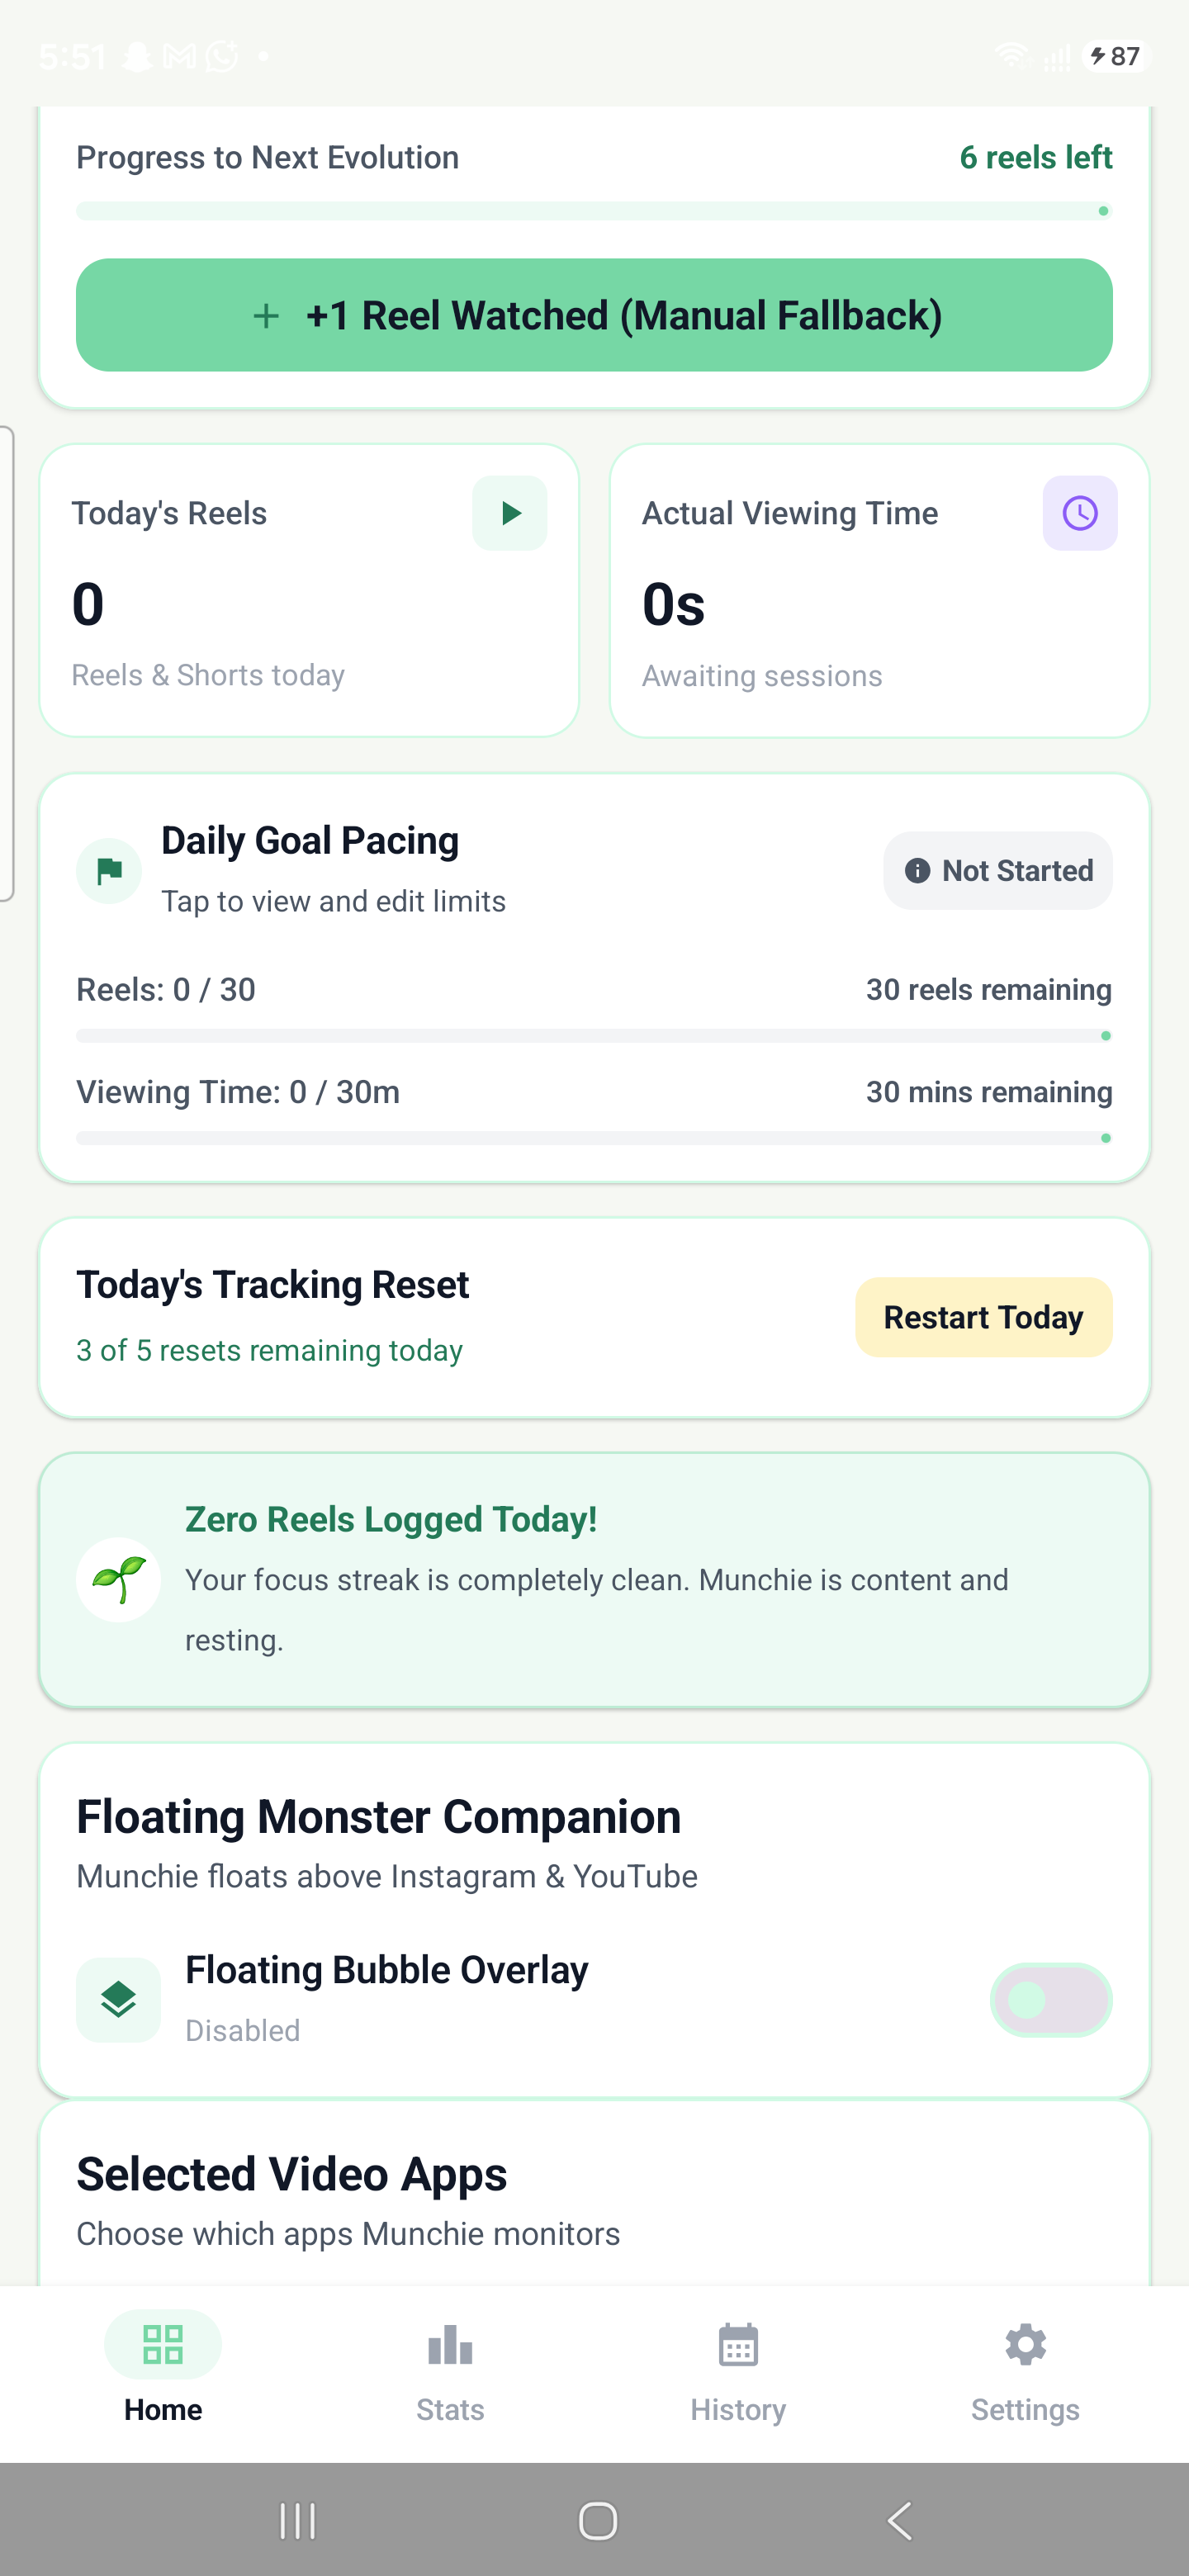 5:51
87
Progress to Next Evolution
6 reels left
+ +1 Reel Watched (Manual Fallback)
Today's Reels
0
Reels & Shorts today
Actual Viewing Time
0s
Awaiting sessions
Daily Goal Pacing
Tap to view and edit limits
Not Started
Reels: 0 / 30
30 reels remaining
Viewing Time: 0 / 30m
30 mins remaining
Today's Tracking Reset
3 of 5 resets remaining today
Restart Today
Zero Reels Logged Today!
Your focus streak is completely clean. Munchie is content and
resting.
Floating Monster Companion
Munchie floats above Instagram & YouTube
Floating Bubble Overlay
Disabled
Selected Video Apps
Choose which apps Munchie monitors
Home
Stats
History
Settings